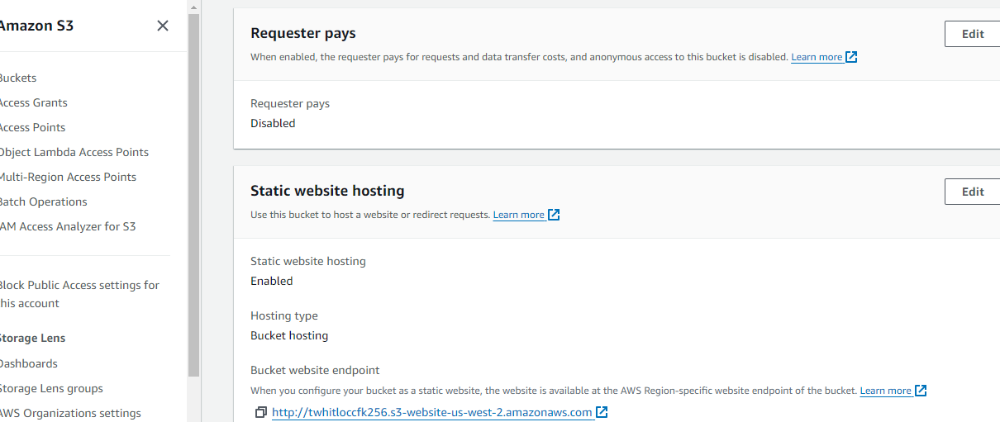 Amazon S3
Buckets
Access Grants
Access Points
Object Lambda Access Points
Multi-Region Access Points
Batch Operations
IAM Access Analyzer for S3
Block Public Access settings for
this account
Storage Lens
Dashboards
Storage Lens groups
AWS Organizations settings
Requester pays
Edit
When enabled, the requester pays for requests and data transfer costs, and anonymous access to this bucket is disabled. Learn more
Requester pays
Disabled
Static website hosting
Edit
Use this bucket to host a website or redirect requests. Learn more
Static website hosting
Enabled
Hosting type
Bucket hosting
Bucket website endpoint
When you configure your bucket as a static website, the website is available at the AWS Region-specific website endpoint of the bucket. Learn more
http://twhitloccfk256.s3-website-us-west-2.amazonaws.com